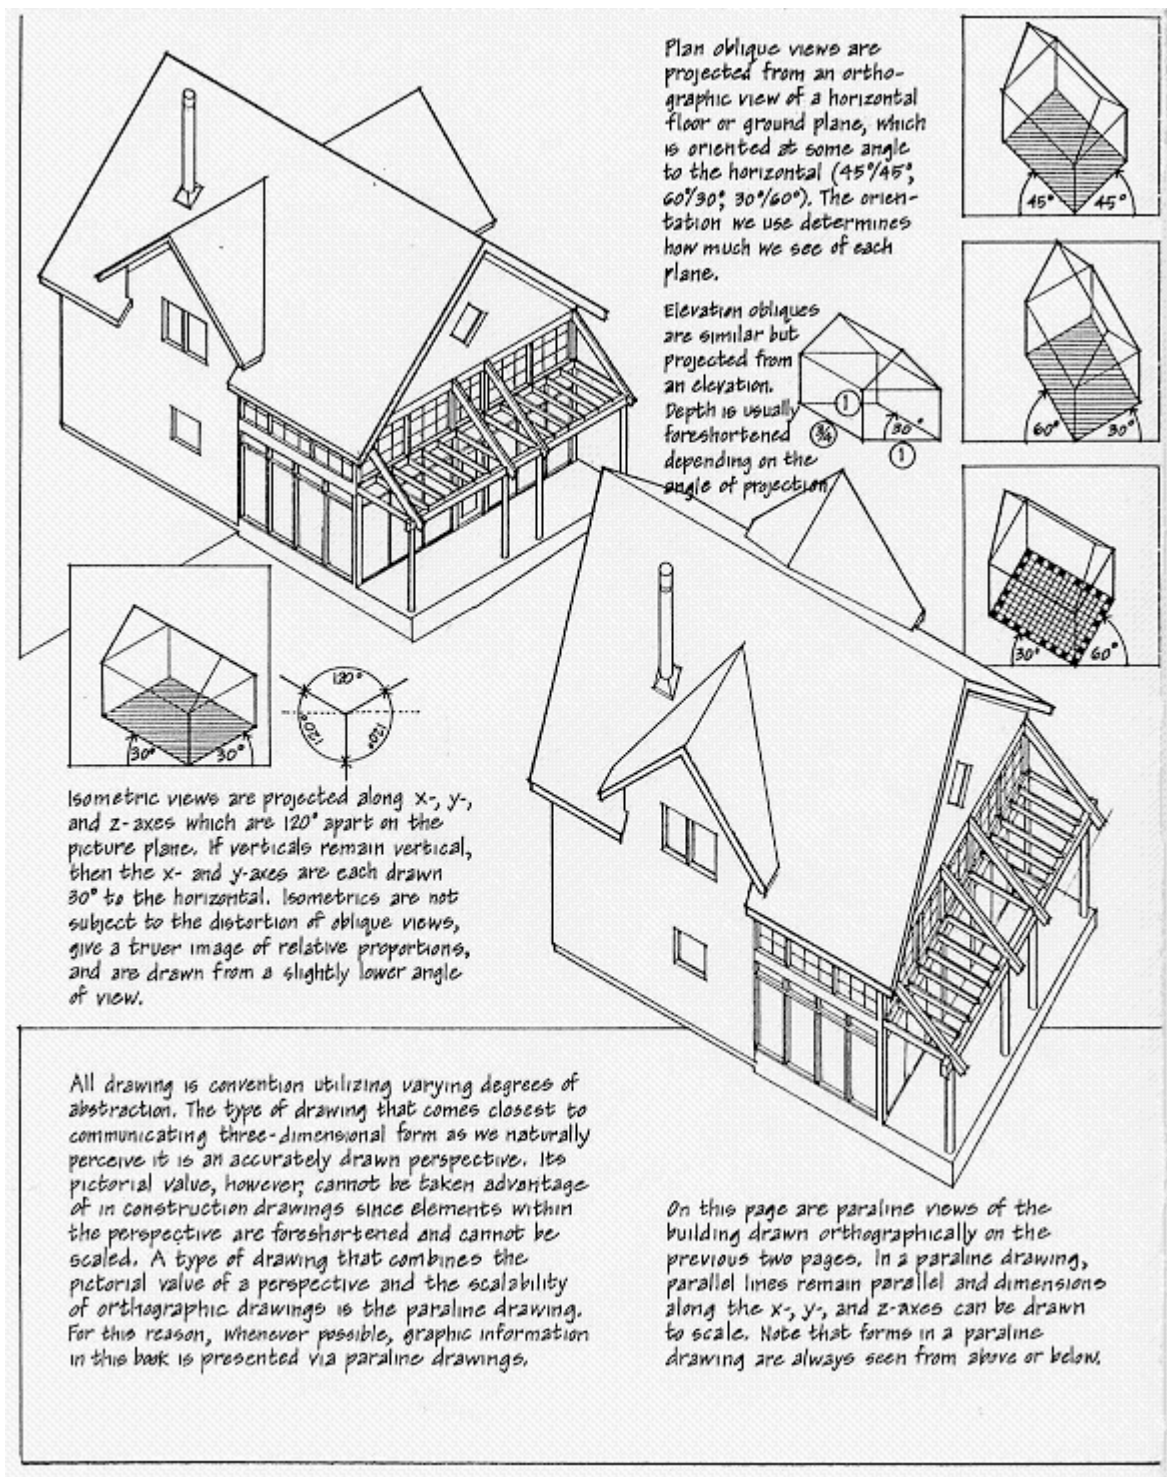 Plan oblique views are
projected from an ortho-
graphic view of a horizontal
floor or ground plane, which
is oriented at some angle
to the horizontal (45°/45°,
60°/30°, 30°/60°). The orien-
tation we use determines
how much we see of each
plane.
45° 45°
Elevation obliques
are similar but
projected from
an elevation.
Depth is usually
foreshortened
depending on the
angle of projection.
1
3/4
30°
1
60° 30°
30° 60°
30° 30°
120°
120°
120°
Isometric views are projected along x-, y-,
and z-axes which are 120° apart on the
picture plane. If verticals remain vertical,
then the x- and y-axes are each drawn
30° to the horizontal. Isometrics are not
subject to the distortion of oblique views,
give a truer image of relative proportions,
and are drawn from a slightly lower angle
of view.
All drawing is convention utilizing varying degrees of
abstraction. The type of drawing that comes closest to
communicating three-dimensional form as we naturally
perceive it is an accurately drawn perspective. Its
pictorial value, however, cannot be taken advantage
of in construction drawings since elements within
the perspective are foreshortened and cannot be
scaled. A type of drawing that combines the
pictorial value of a perspective and the scalability
of orthographic drawings is the paraline drawing.
For this reason, whenever possible, graphic information
in this book is presented via paraline drawings.
On this page are paraline views of the
building drawn orthographically on the
previous two pages. In a paraline drawing,
parallel lines remain parallel and dimensions
along the x-, y-, and z-axes can be drawn
to scale. Note that forms in a paraline
drawing are always seen from above or below.